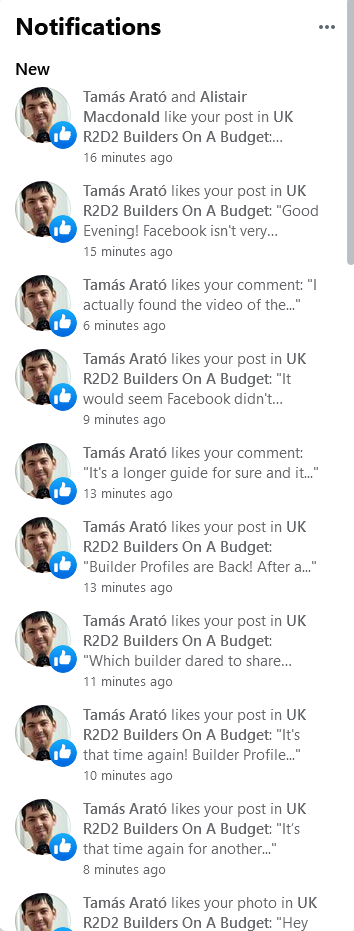 Notifications
New
Tamás Arató and Alistair
Macdonald like your post in UK
R2D2 Builders On A Budget:...
16 minutes ago
Tamás Arató likes your post in UK
R2D2 Builders On A Budget: "Good
Evening! Facebook isn't very...
15 minutes ago
Tamás Arató likes your comment: "I
actually found the video of the..."
6 minutes ago
Tamás Arató likes your post in UK
R2D2 Builders On A Budget: "It
would seem Facebook didn't...
9 minutes ago
Tamás Arató likes your comment:
"It's a longer guide for sure and it..."
13 minutes ago
Tamás Arató likes your post in UK
R2D2 Builders On A Budget:
"Builder Profiles are Back! After a..."
13 minutes ago
Tamás Arató likes your post in UK
R2D2 Builders On A Budget:
"Which builder dared to share...
11 minutes ago
Tamás Arató likes your post in UK
R2D2 Builders On A Budget: "It's
that time again! Builder Profile..."
10 minutes ago
Tamás Arató likes your post in UK
R2D2 Builders On A Budget: "It's
that time again for another..."
8 minutes ago
Tamás Arató likes your photo in UK
R2D2 Builders On A Budget: "Hey